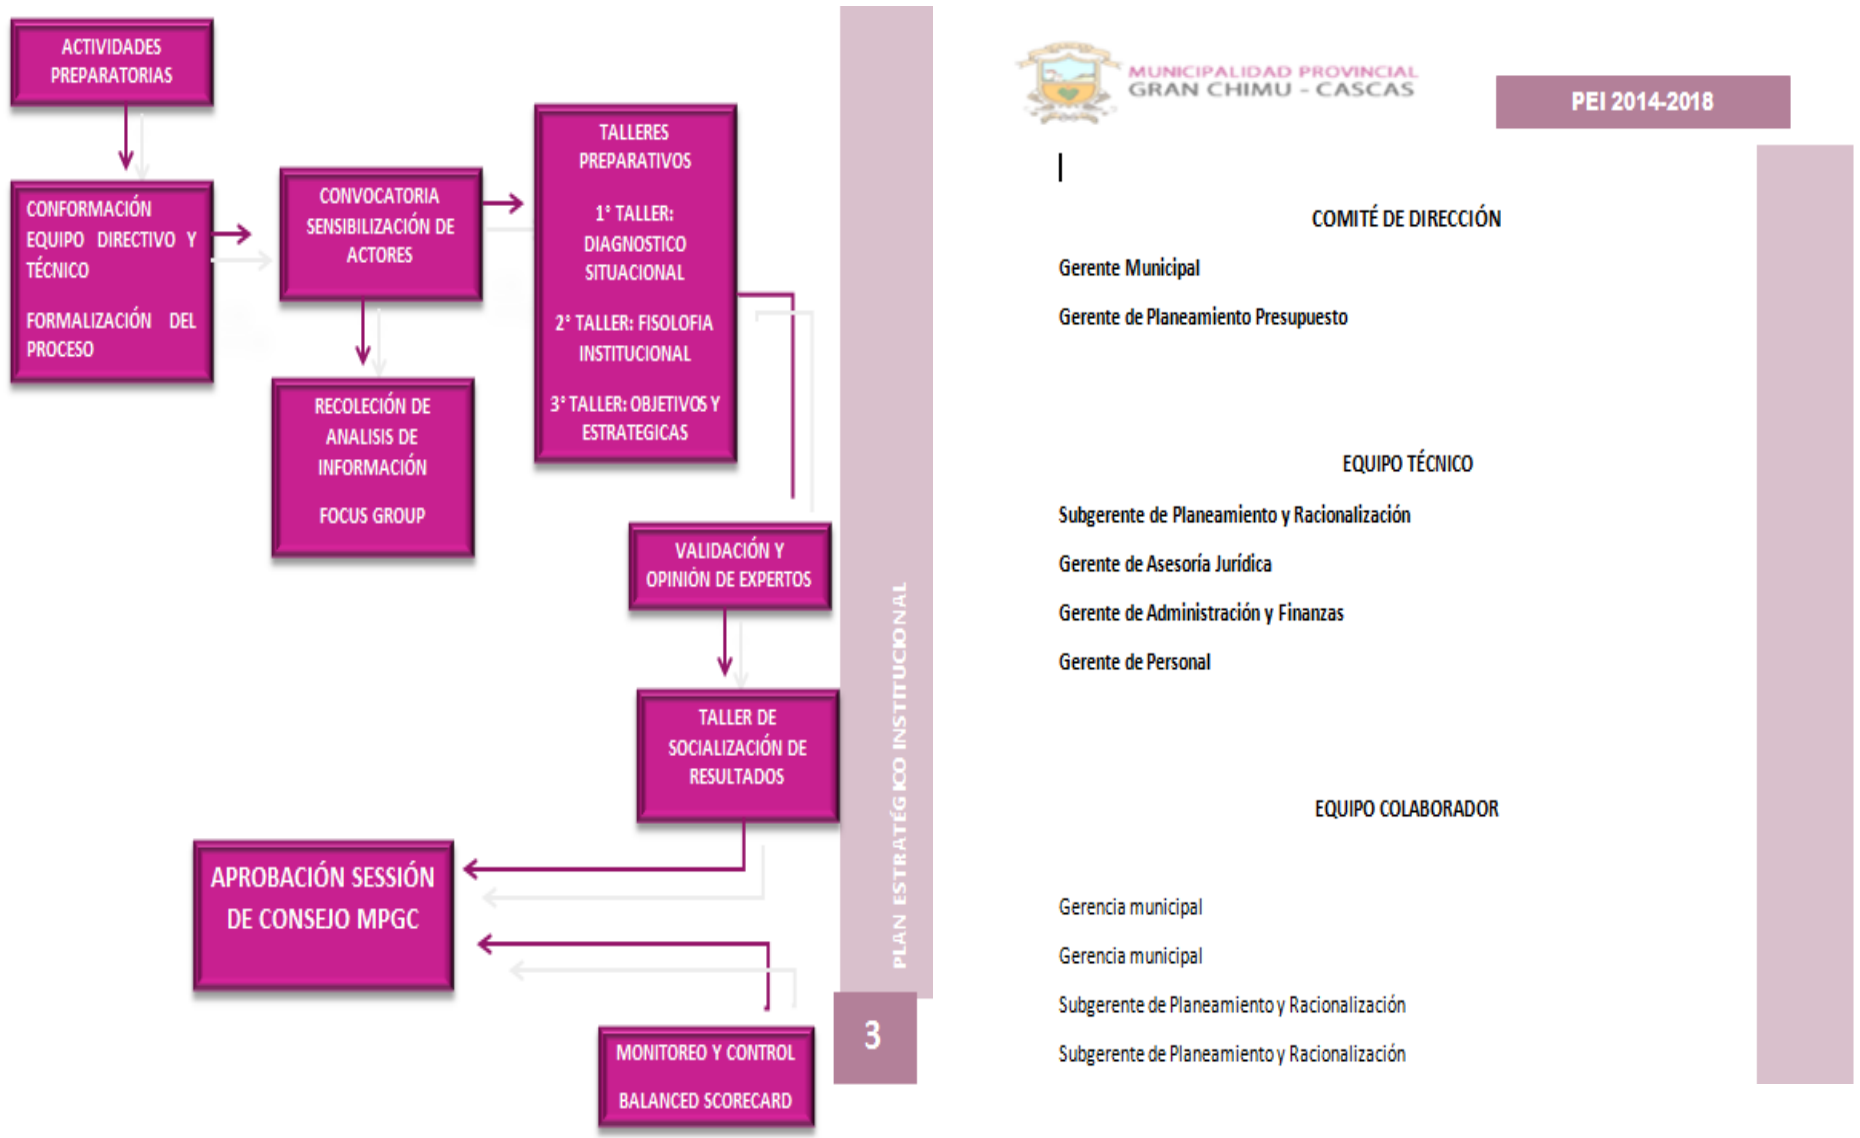 ACTIVIDADES
PREPARATORIAS
CONFORMACIÓN
EQUIPO DIRECTIVO Y
TÉCNICO
FORMALIZACIÓN DEL
PROCESO
CONVOCATORIA
SENSIBILIZACIÓN DE
ACTORES
RECOLECIÓN DE
ANALISIS DE
INFORMACIÓN
FOCUS GROUP
TALLERES
PREPARATIVOS
1° TALLER:
DIAGNOSTICO
SITUACIONAL
2° TALLER: FISOLOFIA
INSTITUCIONAL
3° TALLER: OBJETIVOS Y
ESTRATEGICAS
VALIDACIÓN Y
OPINIÓN DE EXPERTOS
TALLER DE
SOCIALIZACIÓN DE
RESULTADOS
APROBACIÓN SESSIÓN
DE CONSEJO MPGC
MONITOREO Y CONTROL
BALANCED SCORECARD
PLAN ESTRATÉGICO INSTITUCIONAL
3
MUNICIPALIDAD PROVINCIAL
GRAN CHIMU - CASCAS
PEI 2014-2018
COMITÉ DE DIRECCIÓN
Gerente Municipal
Gerente de Planeamiento Presupuesto
EQUIPO TÉCNICO
Subgerente de Planeamiento y Racionalización
Gerente de Asesoría Jurídica
Gerente de Administración y Finanzas
Gerente de Personal
EQUIPO COLABORADOR
Gerencia municipal
Gerencia municipal
Subgerente de Planeamiento y Racionalización
Subgerente de Planeamiento y Racionalización